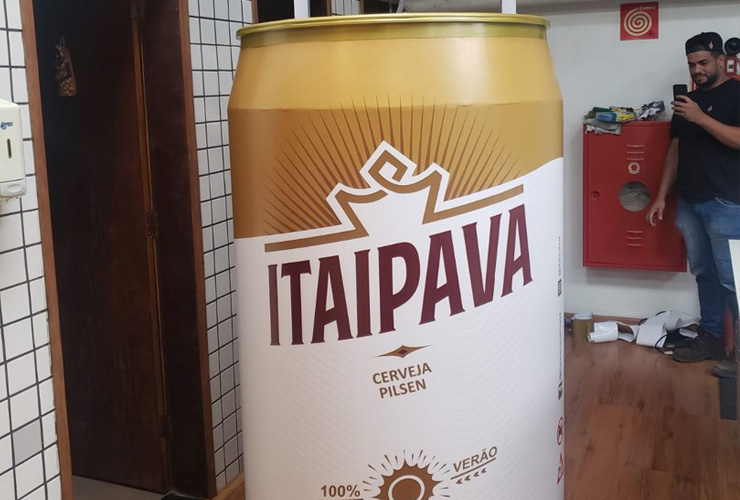 ITAIPAVA
CERVEJA
PILSEN
100%
VERÃO